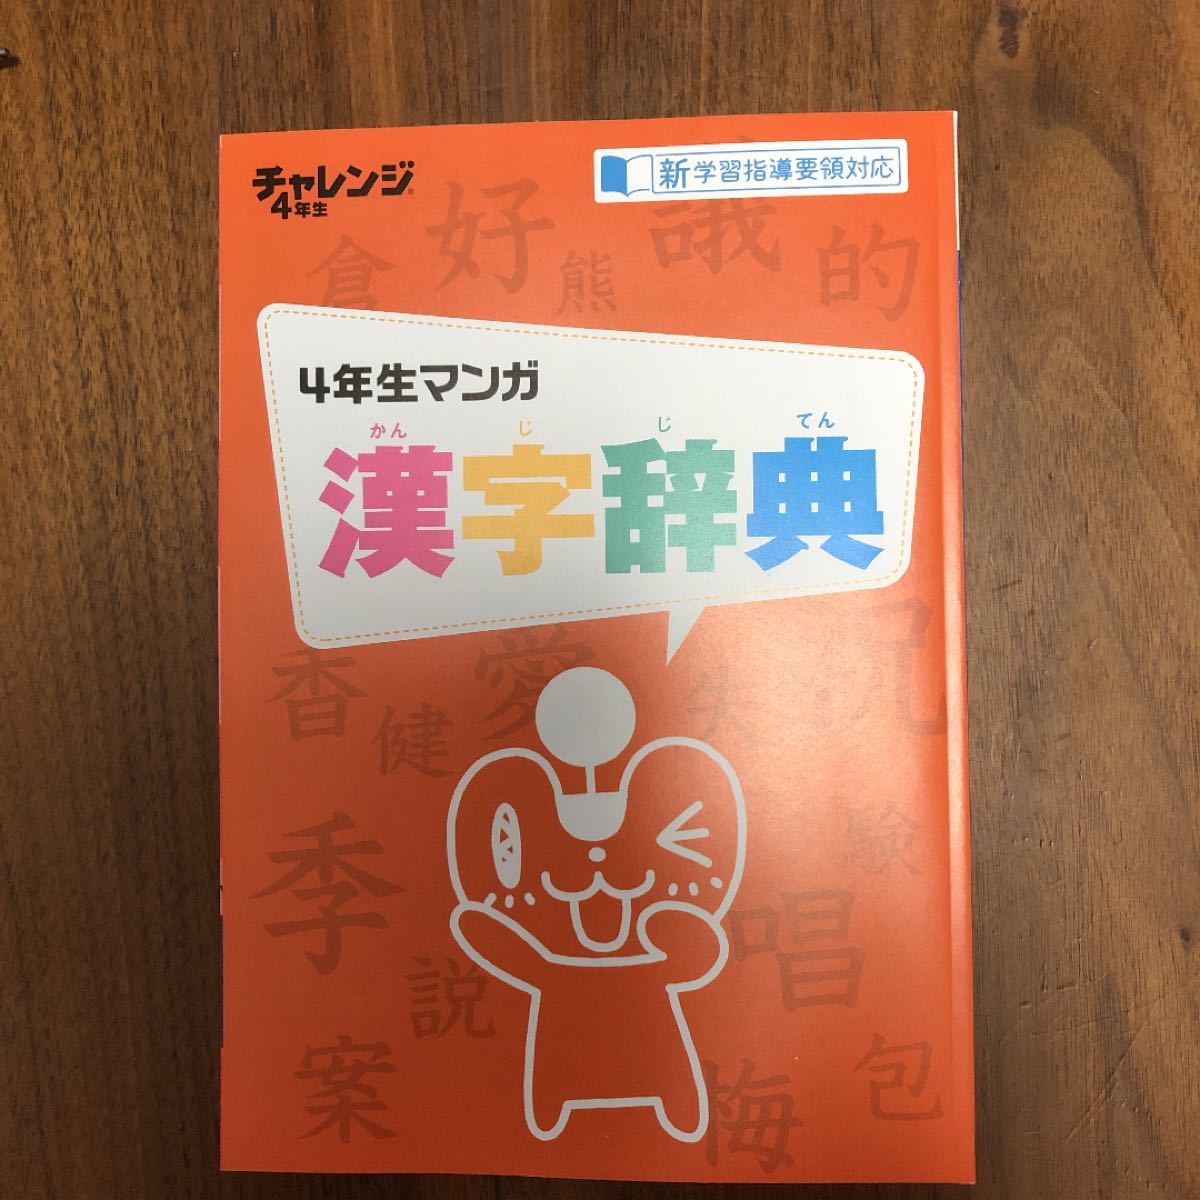 チャレンジ®
4年生
新学習指導要領対応
好
議
的
倉
熊
4年生マンガ
かんじじてん
漢字辞典
香
健
愛
失
児
季
験
唱
説
案
梅
包